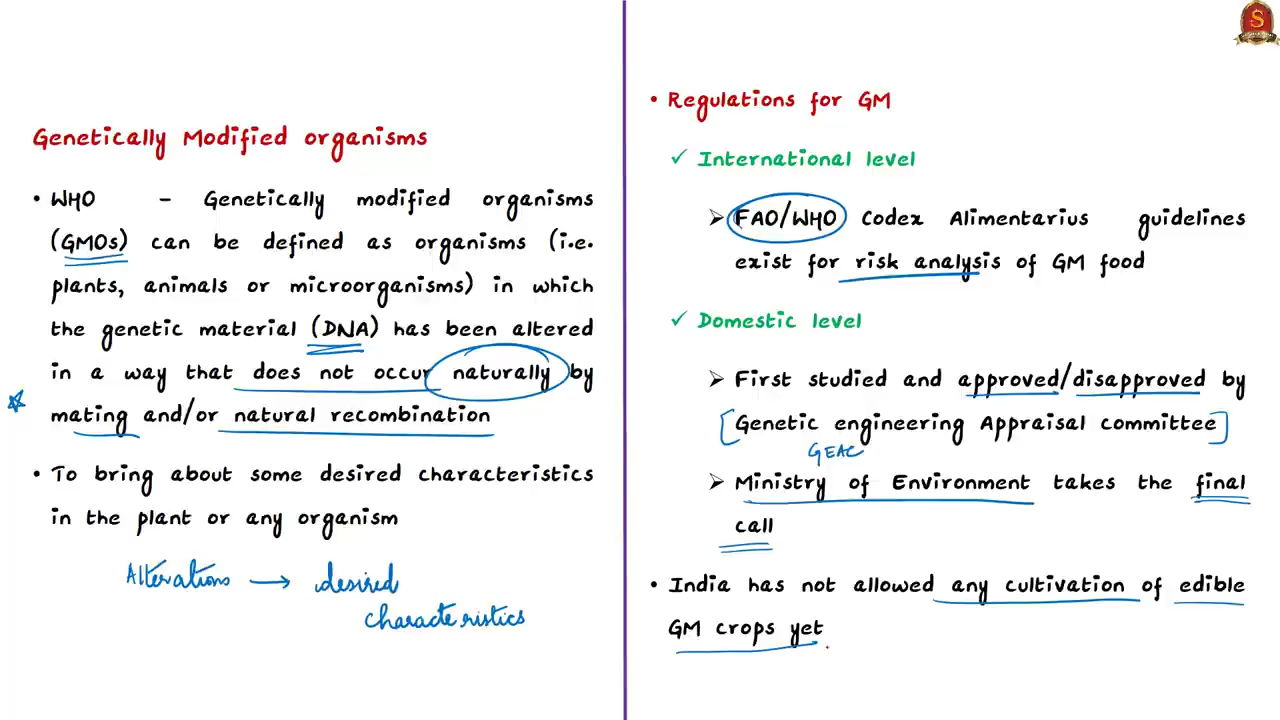 S
Genetically Modified organisms
• WHO – Genetically modified organisms
(GMOs) can be defined as organisms (i.e.
plants, animals or microorganisms) in which
the genetic material (DNA) has been altered
in a way that does not occur naturally by
mating and/or natural recombination
• To bring about some desired characteristics
in the plant or any organism
Alterations → desired
characteristics
• Regulations for GM
✓ International level
➢ FAO/WHO Codex Alimentarius guidelines
exist for risk analysis of GM food
✓ Domestic level
➢ First studied and approved/disapproved by
[Genetic engineering Appraisal committee]
GEAC
➢ Ministry of Environment takes the final
call
• India has not allowed any cultivation of edible
GM crops yet